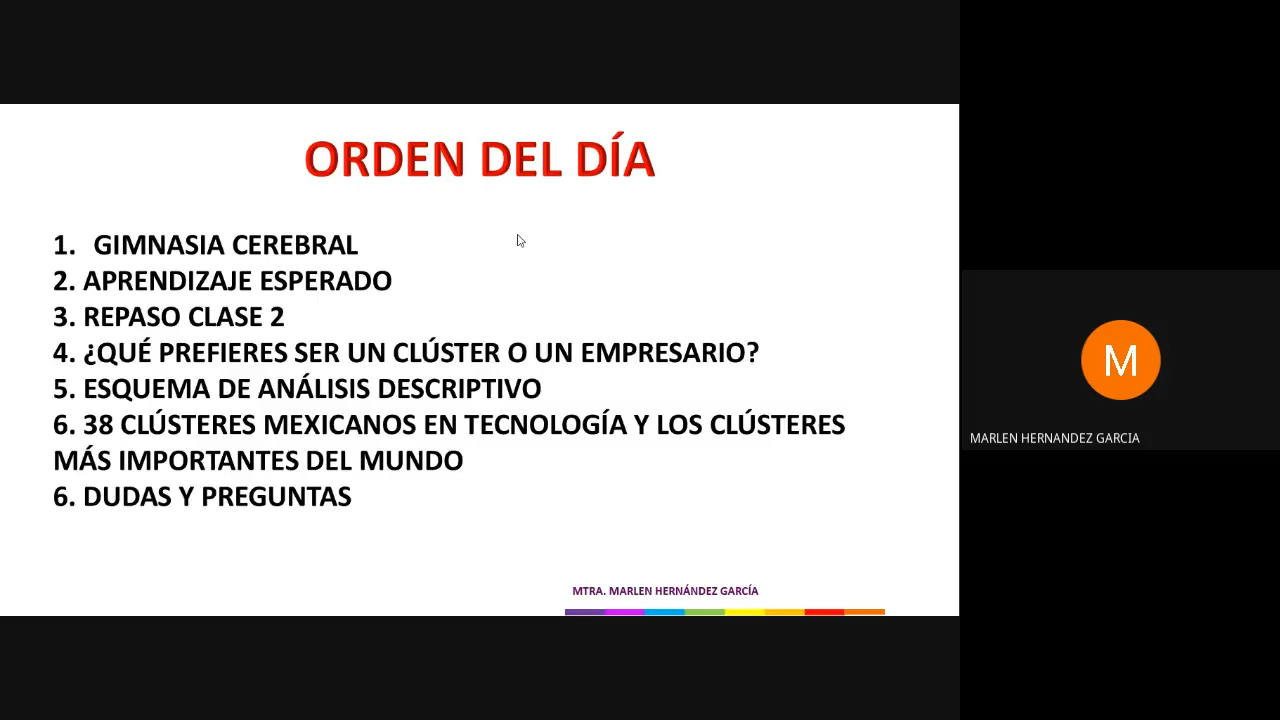 ORDEN DEL DÍA
1. GIMNASIA CEREBRAL
2. APRENDIZAJE ESPERADO
3. REPASO CLASE 2
4. ¿QUÉ PREFIERES SER UN CLÚSTER O UN EMPRESARIO?
5. ESQUEMA DE ANÁLISIS DESCRIPTIVO
6. 38 CLÚSTERES MEXICANOS EN TECNOLOGÍA Y LOS CLÚSTERES
MÁS IMPORTANTES DEL MUNDO
6. DUDAS Y PREGUNTAS
MTRA. MARLEN HERNÁNDEZ GARCÍA
M
MARLEN HERNANDEZ GARCIA